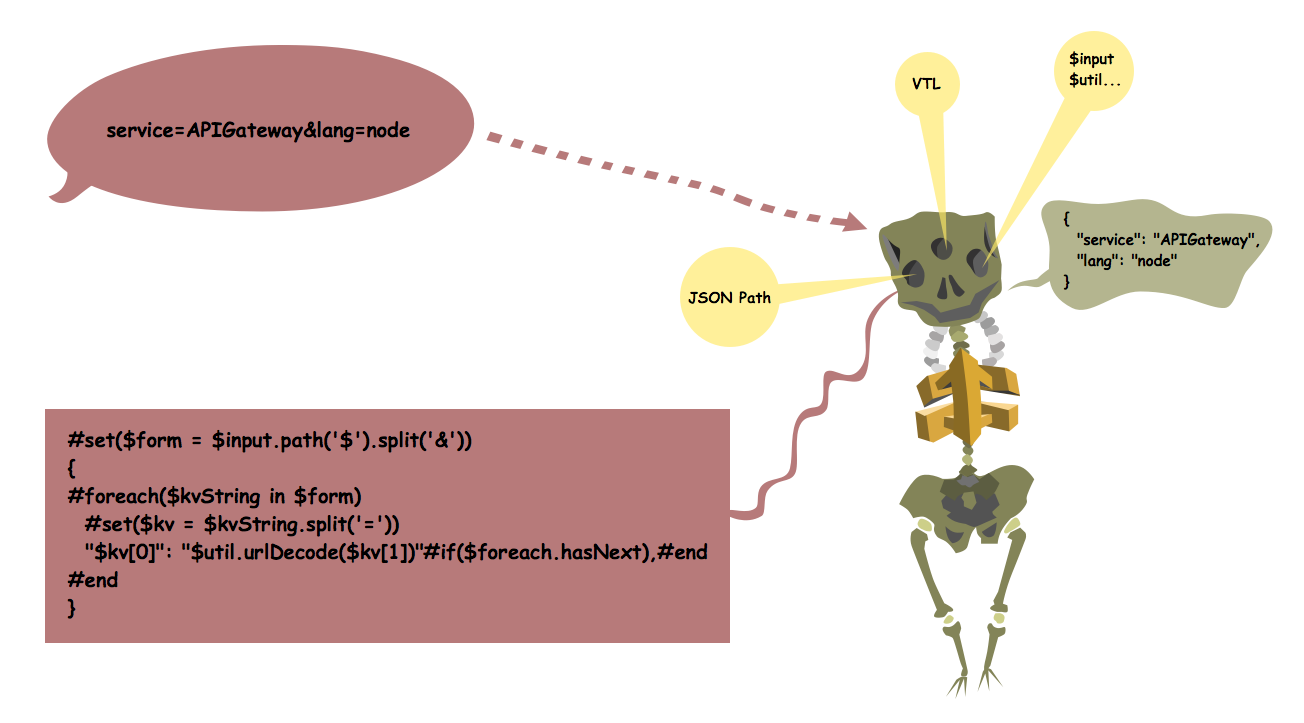 service=APIGateway&lang=node
VTL
$input
$util...
{
"service": "APIGateway",
"lang": "node"
}
JSON Path
#set($form = $input.path('$').split('&'))
{
#foreach($kvString in $form)
#set($kv = $kvString.split('='))
"$kv[0]": "$util.urlDecode($kv[1])"#if($foreach.hasNext),#end
#end
}